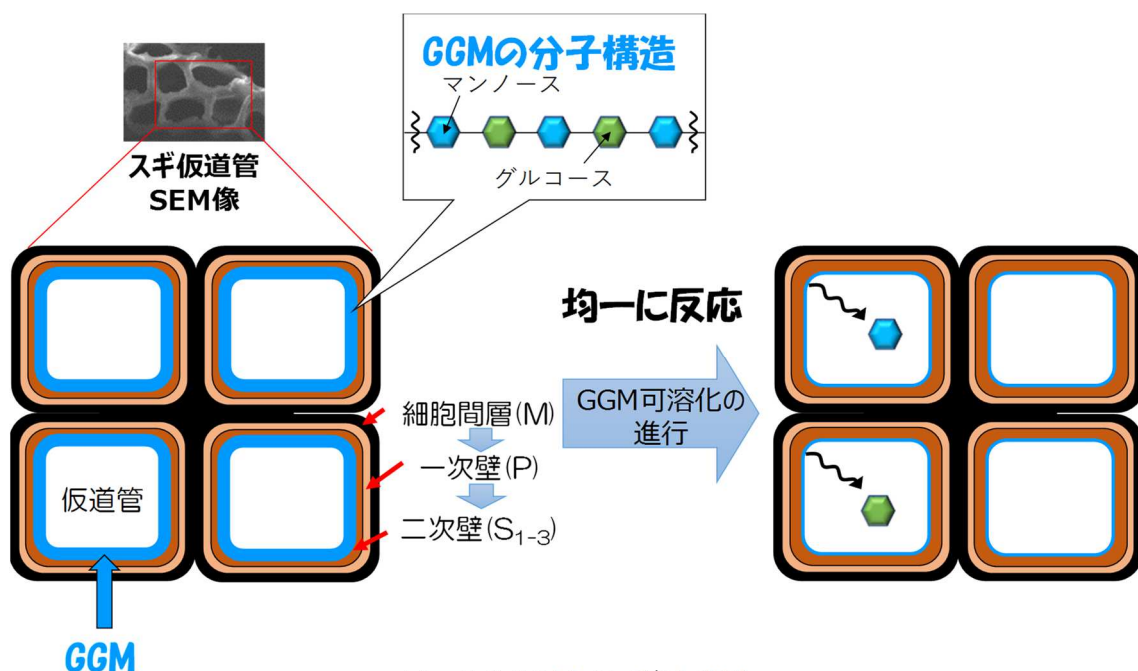 GGMの分子構造
マンノース
グルコース
スギ仮道管
SEM像
均一に反応
GGM可溶化の
進行
細胞間層(M)
一次壁(P)
二次壁(S₁₋₃)
仮道管
GGM